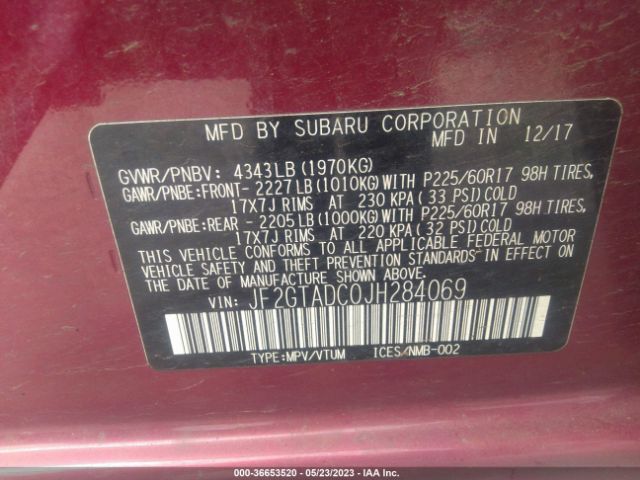 MFD BY SUBARU CORPORATION
MFD IN 12/17
GVWR/PNBV: 4343LB (1970KG)
GAWR/PNBE:FRONT- 2227 LB (1010KG) WITH P225/60R17 98H TIRES,
17X7J RIMS AT 230 KPA (33 PSI) COLD
GAWR/PNBE:REAR - 2205 LB (1000KG) WITH P225/60R17 98H TIRES,
17X7J RIMS AT 220 KPA (32 PSI) COLD
THIS VEHICLE CONFORMS TO ALL APPLICABLE FEDERAL MOTOR
VEHICLE SAFETY AND THEFT PREVENTION STANDARDS IN EFFECT ON
THE DATE OF MANUFACTURE SHOWN ABOVE.
VIN: JF2GTADC0JH284069
TYPE:MPV/VTUM ICES/NMB-002
000-36653520 - 05/23/2023 - IAA Inc.